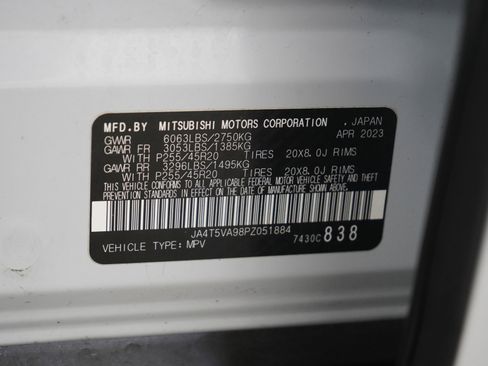 MFD.BY MITSUBISHI MOTORS CORPORATION , JAPAN
GVWR 6063LBS/2750KG APR 2023
GAWR FR 3053LBS/1385KG
WITH P255/45R20 TIRES 20X8.0J RIMS
GAWR RR 3296LBS/1495KG
WITH P255/45R20 TIRES 20X8.0J RIMS
THIS VEHICLE CONFORMS TO ALL APPLICABLE FEDERAL MOTOR VEHICLE SAFETY AND THEFT
PREVENTION STANDARDS IN EFFECT ON THE DATE OF MANUFACTURE SHOWN ABOVE.
JA4T5VA98PZ051884
VEHICLE TYPE: MPV 7430C 838